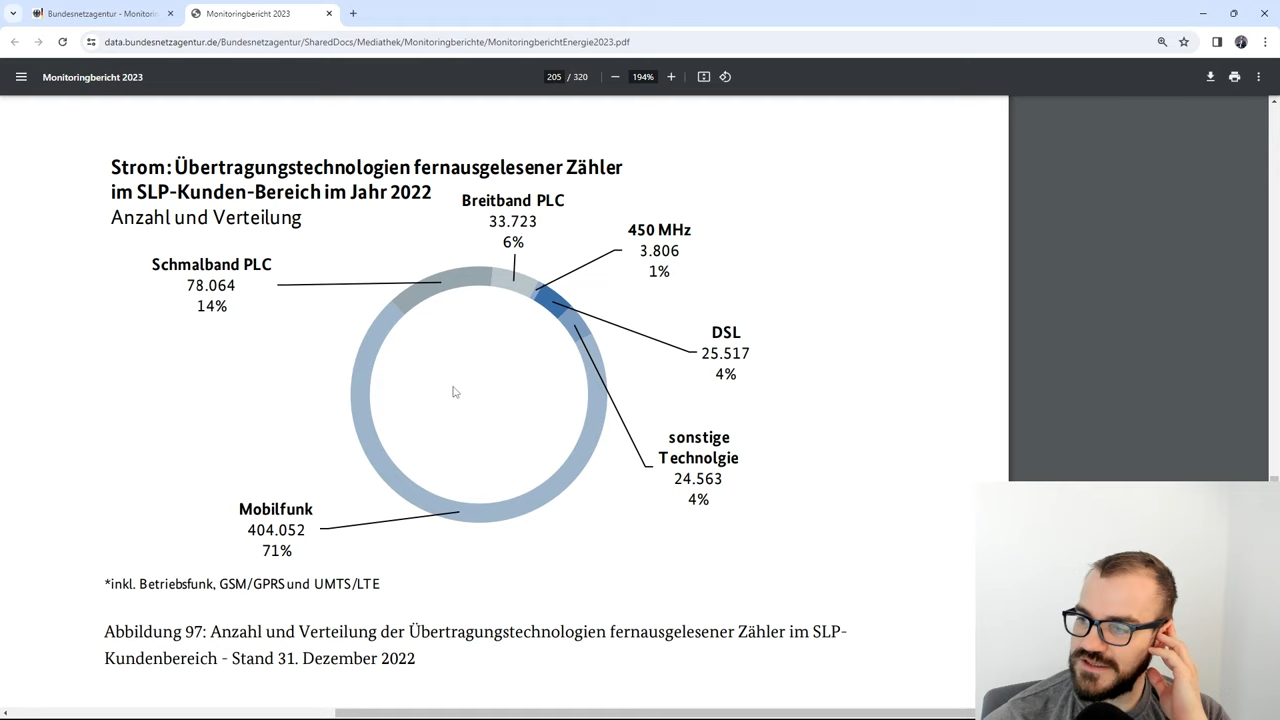 Bundesnetzagentur - Monitorin
Monitoringbericht 2023
data.bundesnetzagentur.de/Bundesnetzagentur/SharedDocs/Mediathek/Monitoringberichte/MonitoringberichtEnergie2023.pdf
Monitoringbericht 2023
205 / 320
194%
Strom: Übertragungstechnologien fernausgelesener Zähler
im SLP-Kunden-Bereich im Jahr 2022
Anzahl und Verteilung
Breitband PLC
33.723
6%
450 MHz
3.806
1%
Schmalband PLC
78.064
14%
DSL
25.517
4%
sonstige
Technolgie
24.563
4%
Mobilfunk
404.052
71%
*inkl. Betriebsfunk, GSM/GPRS und UMTS/LTE
Abbildung 97: Anzahl und Verteilung der Übertragungstechnologien fernausgelesener Zähler im SLP-
Kundenbereich - Stand 31. Dezember 2022